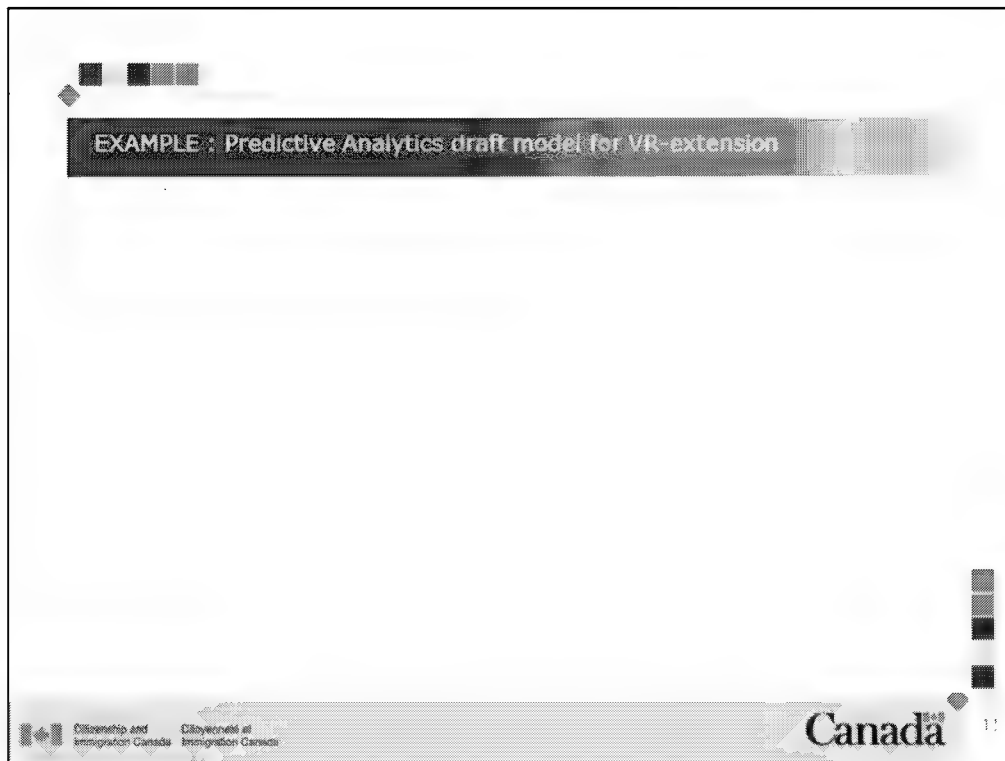 EXAMPLE : Predictive Analytics draft model for VR-extension
Citizenship and Citoyenneté et
Immigration Canada Immigration Canada
Canada